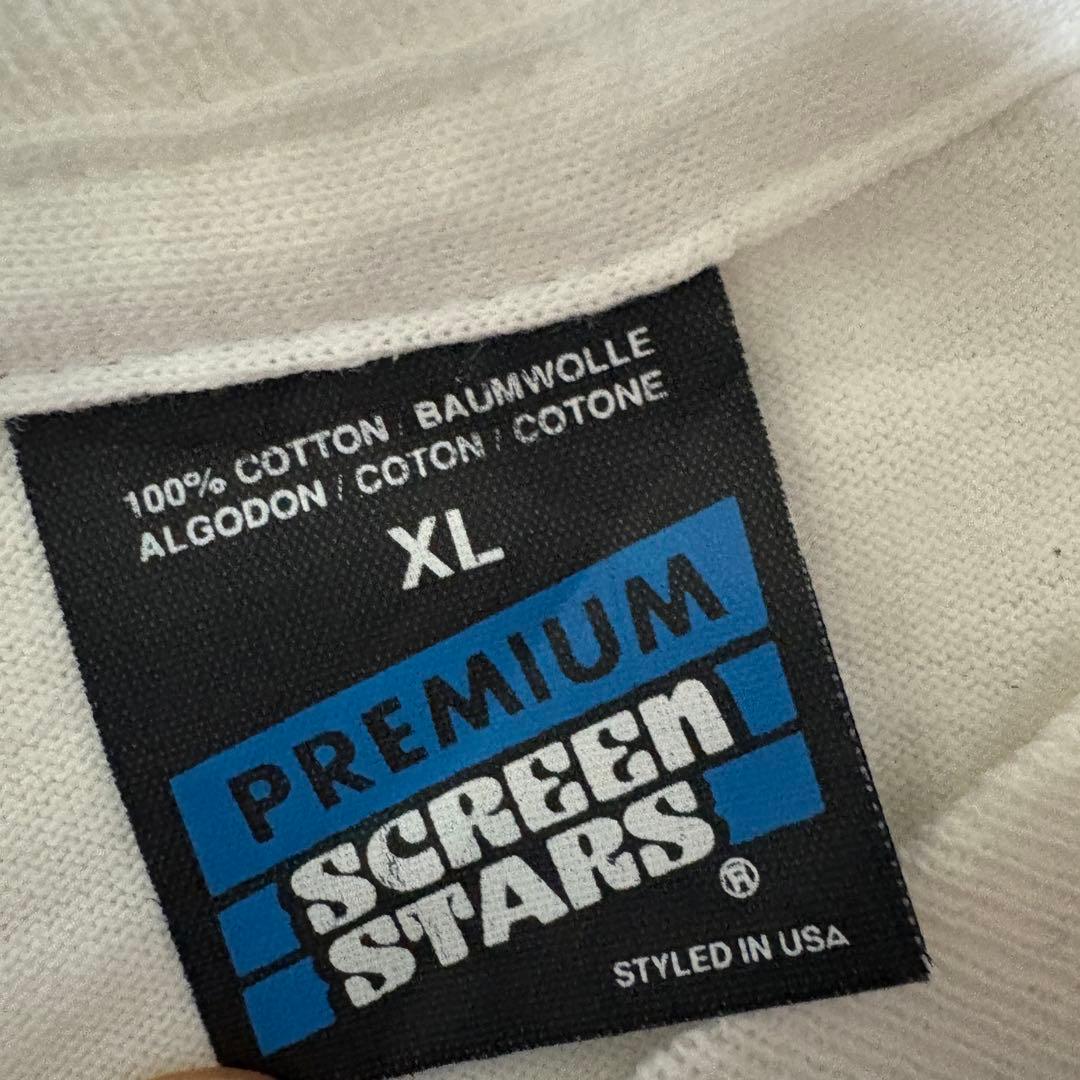 100% COTTON / BAUMWOLLE
ALGODON / COTON / COTONE
XL
PREMIUM
SCREEN
STARS
®
STYLED IN USA